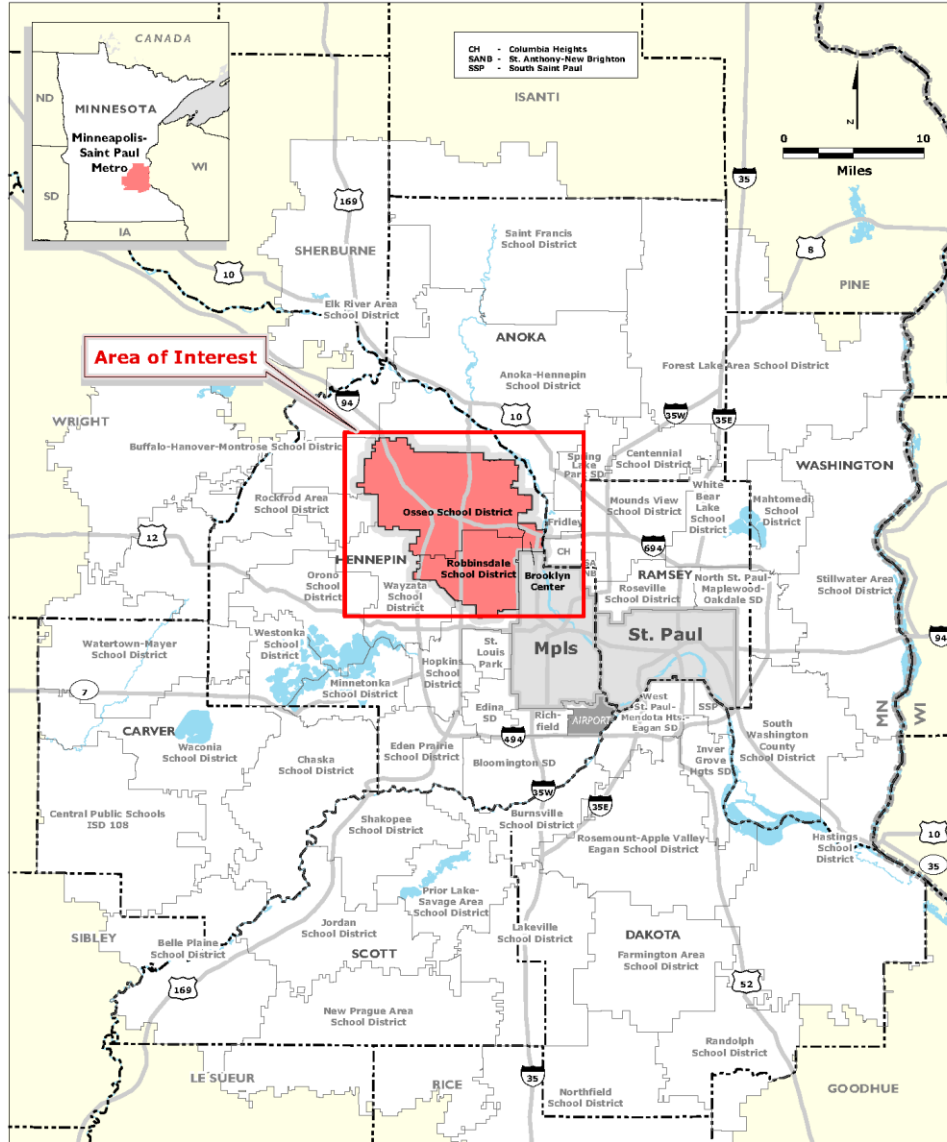 CANADA
ND
MINNESOTA
Minneapolis-
Saint Paul
Metro
WI
SD
IA
CH - Columbia Heights
SANB - St. Anthony-New Brighton
SSP - South Saint Paul
ISANTI
N
0 10
Miles
35
169
8
10
SHERBURNE
Saint Francis
School District
PINE
Elk River Area
School District
ANOKA
Area of Interest
Forest Lake Area School District
Anoka-Hennepin
School District
94
10
35W
35E
WRIGHT
Buffalo-Hanover-Montrose School District
Spring
Lake
Park SD
Centennial
School District
WASHINGTON
White
Bear
Lake
School
District
Mahtomedi
School
District
Rockfrod Area
School District
Mounds View
School District
Osseo School District
Fridley
12
694
CH
HENNEPIN
Robbinsdale
School District
Brooklyn
Center
RAMSEY
Orono
School
District
Wayzata
School
District
Roseville
School District
North St. Paul-
Maplewood-
Oakdale SD
Stillwater Area
School District
Watertown-Mayer
School District
Westonka
School
District
St.
Louis
Park
Mpls
St. Paul
94
Hopkins
School
District
Minnetonka
School District
7
Edina
SD
Rich-
field
AIRPORT
West
St. Paul-
Mendota Hts.-
Eagan SD
SSP
MN
WI
CARVER
Waconia
School District
South
Washington
County
School District
494
Eden Prairie
School District
Bloomington SD
Inver
Grove
Hgts SD
Chaska
School District
35W
35E
Central Public Schools
ISD 108
Shakopee
School District
Burnsville
School District
Rosemount-Apple Valley-
Eagan School District
Hastings
School
District
10
35
Prior Lake-
Savage Area
School District
SIBLEY
Belle Plaine
School District
Jordan
School District
SCOTT
Lakeville
School District
DAKOTA
Farmington Area
School District
169
52
New Prague Area
School District
Randolph
School District
LE SUEUR
RICE
35
Northfield
School District
GOODHUE